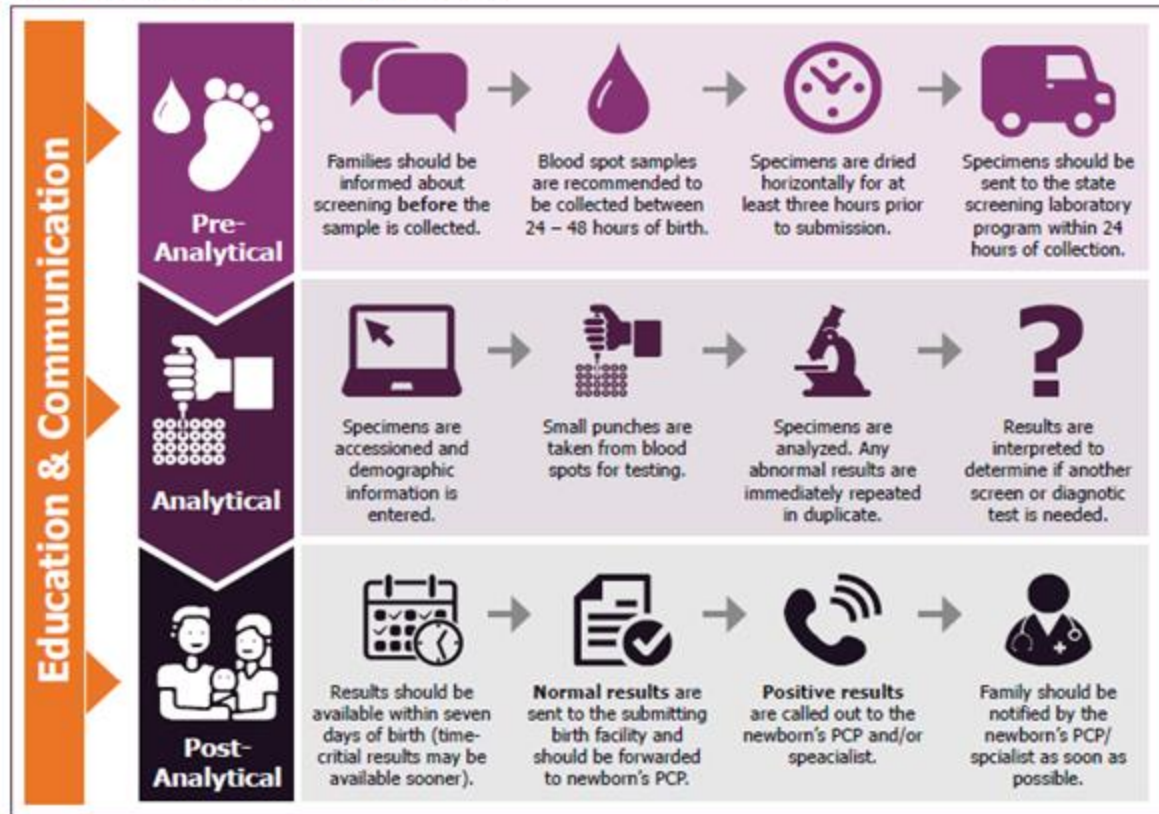 Education & Communication
Pre-
Analytical
Families should be
informed about
screening before the
sample is collected.
Blood spot samples
are recommended to
be collected between
24 – 48 hours of birth.
Specimens are dried
horizontally for at
least three hours prior
to submission.
Specimens should be
sent to the state
screening laboratory
program within 24
hours of collection.
Analytical
Specimens are
accessioned and
demographic
information is
entered.
Small punches are
taken from blood
spots for testing.
Specimens are
analyzed. Any
abnormal results are
immediately repeated
in duplicate.
?
Results are
interpreted to
determine if another
screen or diagnostic
test is needed.
Post-
Analytical
Results should be
available within seven
days of birth (time-
critial results may be
available sooner).
Normal results are
sent to the submitting
birth facility and
should be forwarded
to newborn's PCP.
Positive results
are called out to the
newborn's PCP and/or
speacialist.
Family should be
notified by the
newborn's PCP/
spcialist as soon as
possible.